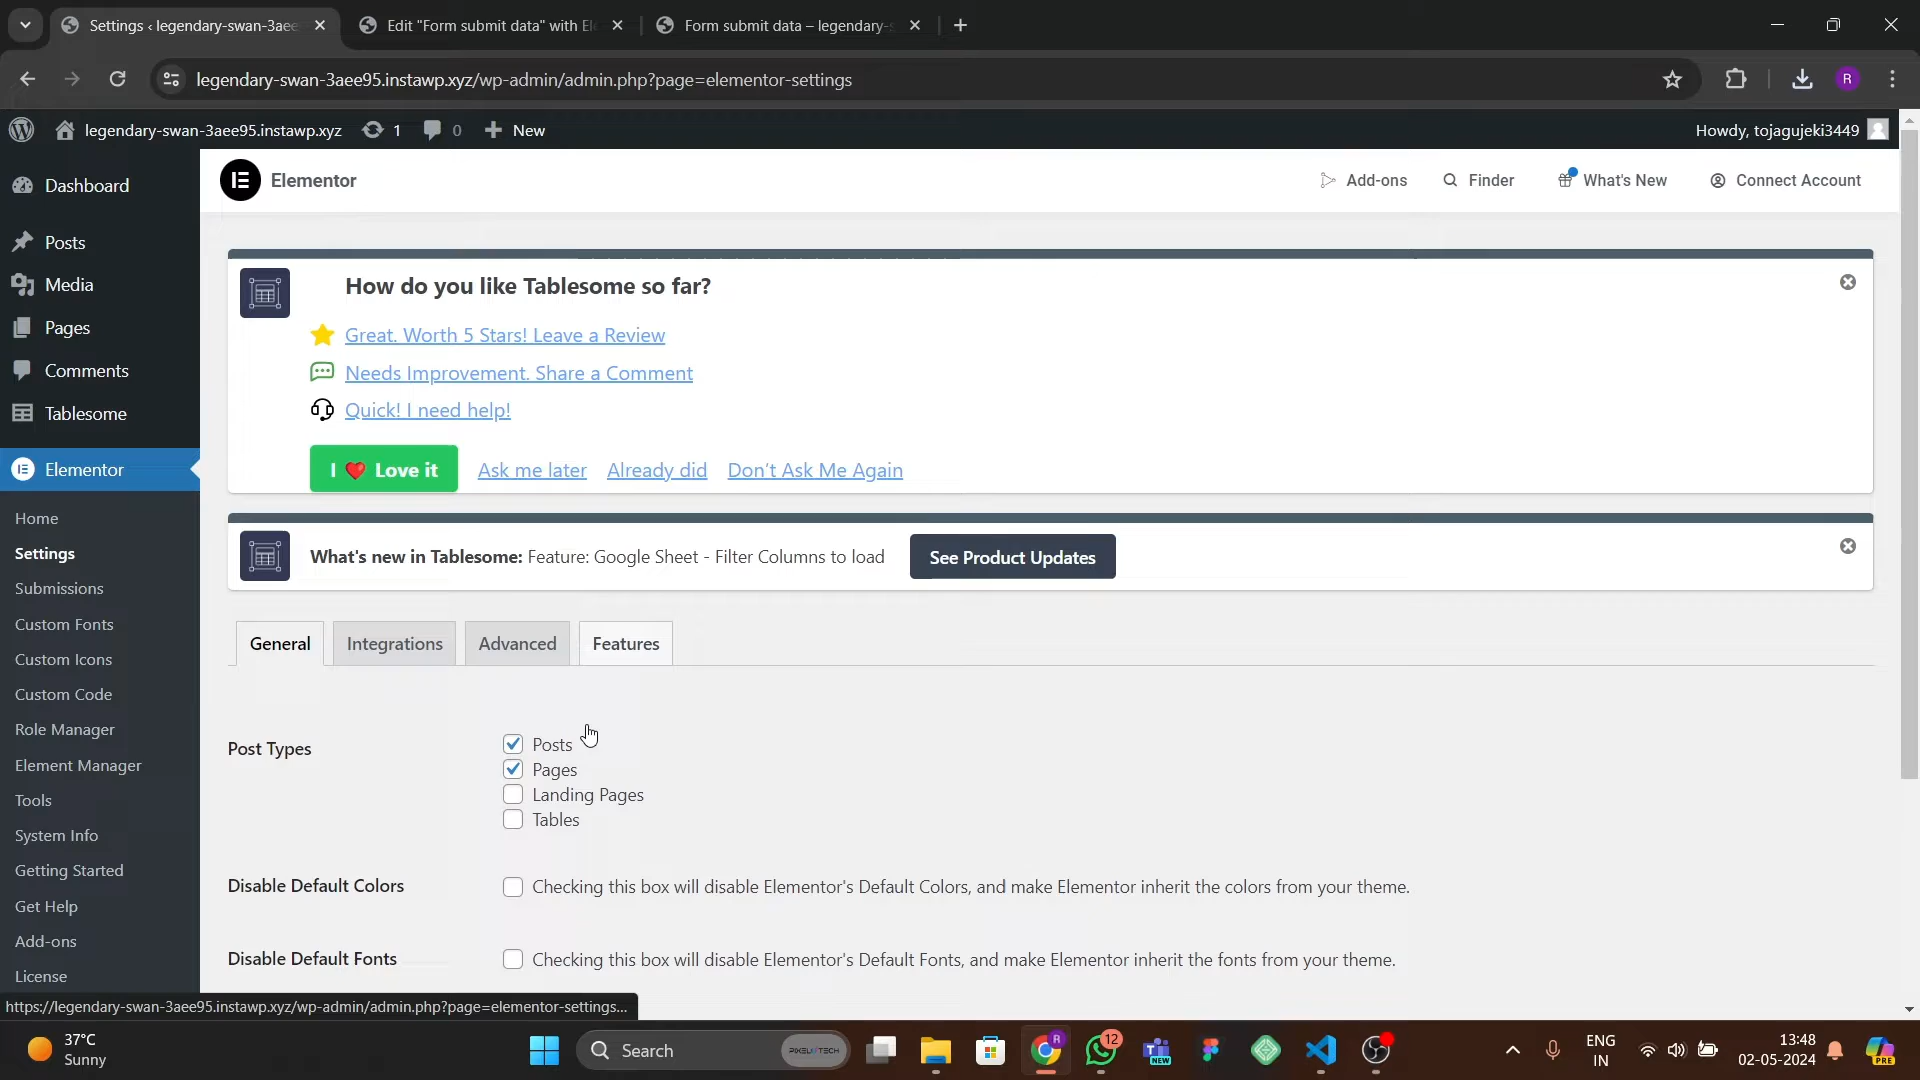 Settings ‹ legendary-swan-3aee
Edit "Form submit data" with El
Form submit data – legendary-s
legendary-swan-3aee95.instawp.xyz/wp-admin/admin.php?page=elementor-settings
R
legendary-swan-3aee95.instawp.xyz
1
0
New
Howdy, tojagujeki3449
Dashboard
Posts
Media
Pages
Comments
Tablesome
Elementor
Home
Settings
Submissions
Custom Fonts
Custom Icons
Custom Code
Role Manager
Element Manager
Tools
System Info
Getting Started
Get Help
Add-ons
License
Elementor
Add-ons
Finder
What's New
Connect Account
How do you like Tablesome so far?
Great. Worth 5 Stars! Leave a Review
Needs Improvement. Share a Comment
Quick! I need help!
I ❤️ Love it
Ask me later
Already did
Don't Ask Me Again
What's new in Tablesome: Feature: Google Sheet - Filter Columns to load
See Product Updates
General
Integrations
Advanced
Features
Post Types
Posts
Pages
Landing Pages
Tables
Disable Default Colors
Checking this box will disable Elementor's Default Colors, and make Elementor inherit the colors from your theme.
Disable Default Fonts
Checking this box will disable Elementor's Default Fonts, and make Elementor inherit the fonts from your theme.
https://legendary-swan-3aee95.instawp.xyz/wp-admin/admin.php?page=elementor-settings...
37°C
Sunny
Search
R
12
NEW
ENG
IN
13:48
02-05-2024
PRE